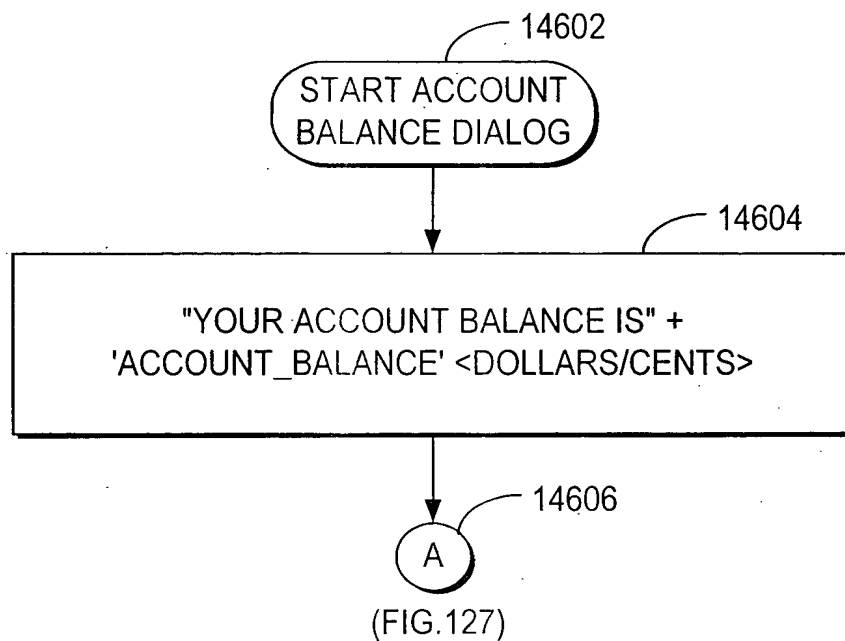 14602
START ACCOUNT
BALANCE DIALOG
14604
"YOUR ACCOUNT BALANCE IS" +
'ACCOUNT_BALANCE' <DOLLARS/CENTS>
14606
A
(FIG.127)